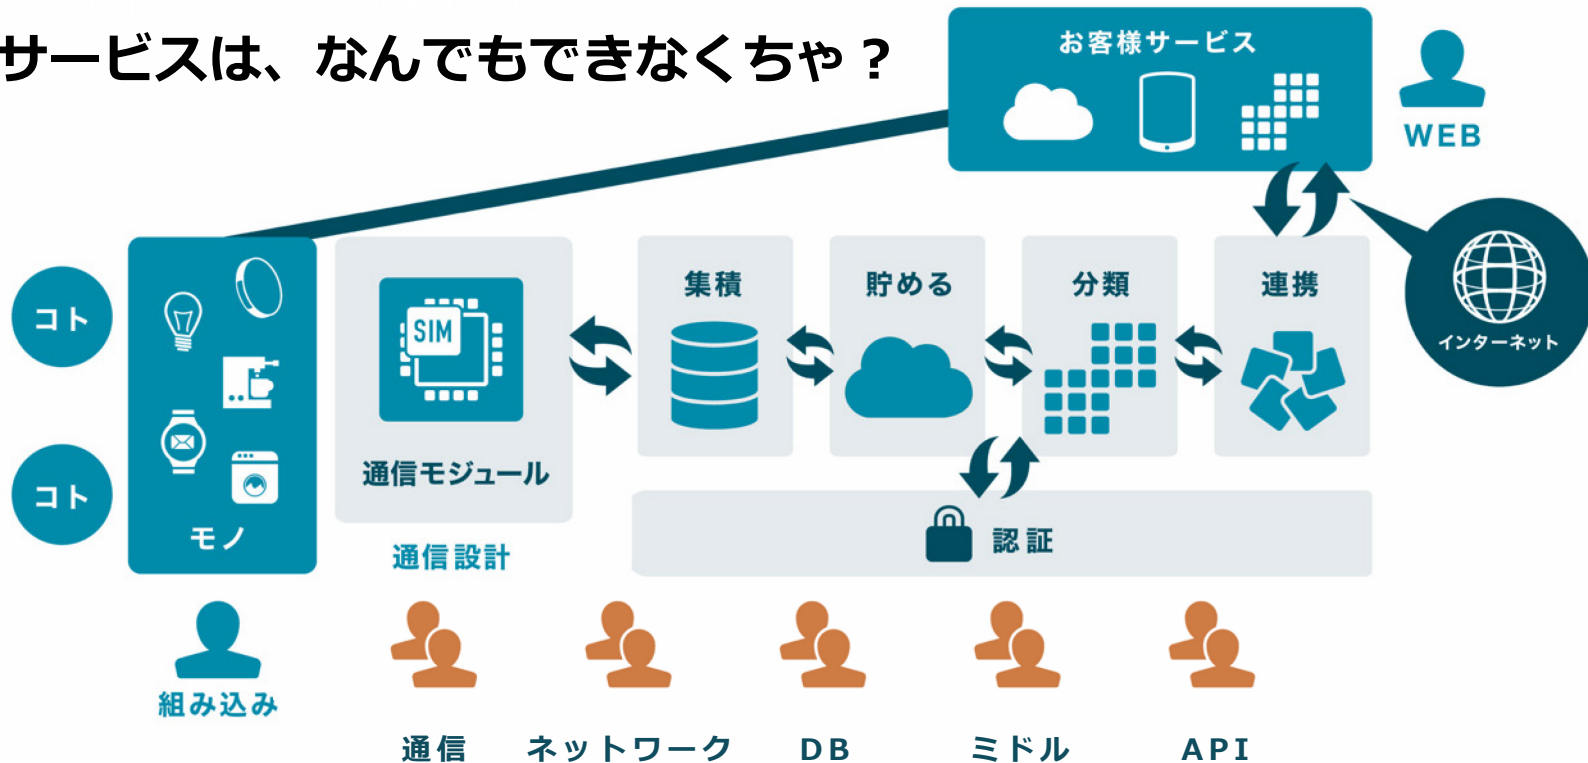 サービスは、なんでもできなくちゃ？
お客様サービス
WEB
コト
コト
モノ
SIM
通信モジュール
通信設計
集積
貯める
分類
連携
インターネット
認証
組み込み
通信
ネットワーク
DB
ミドル
API